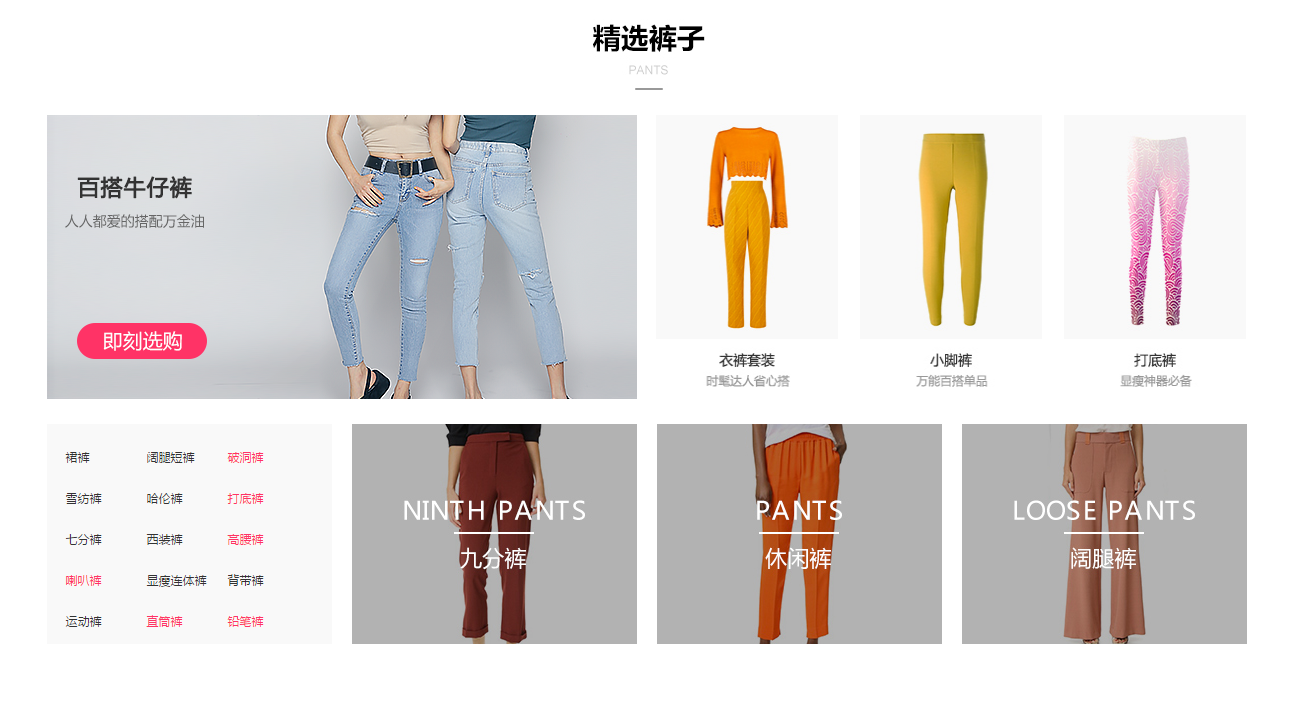 精选裤子
PANTS
百搭牛仔裤
人人都爱的搭配万金油
即刻选购
衣裤套装
时髦达人省心搭
小脚裤
万能百搭单品
打底裤
显瘦神器必备
裙裤 阔腿短裤 破洞裤
雪纺裤 哈伦裤 打底裤
七分裤 西装裤 高腰裤
喇叭裤 显瘦连体裤 背带裤
运动裤 直筒裤 铅笔裤
NINTH PANTS
九分裤
PANTS
休闲裤
LOOSE PANTS
阔腿裤